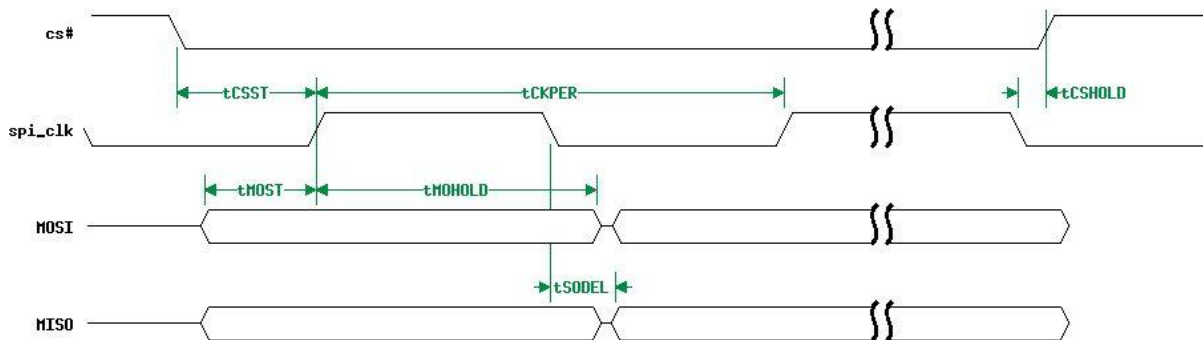 cs#
tCSST
tCKPER
tCSHOLD
spi_clk
tMOST
tMOHOLD
MOSI
tSODEL
MISO